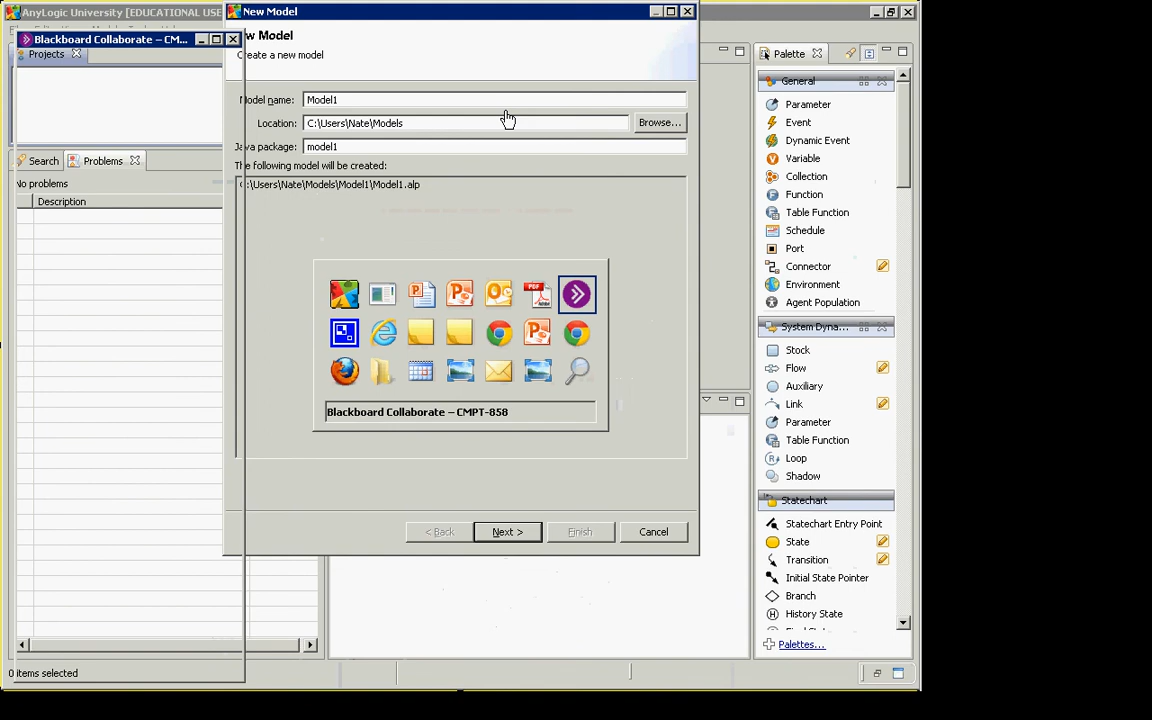 AnyLogic University [EDUCATIONAL USE
Blackboard Collaborate – CM...
Projects
Search
Problems
No problems
Description
0 items selected
New Model
w Model
Create a new model
Model name:
Model1
Location:
C:\Users\Nate\Models
Browse...
Java package:
model1
The following model will be created:
C:\Users\Nate\Models\Model1\Model1.alp
PDF
Blackboard Collaborate – CMPT-858
< Back
Next >
Finish
Cancel
Palette
General
Parameter
Event
Dynamic Event
Variable
Collection
Function
Table Function
Schedule
Port
Connector
Environment
Agent Population
System Dyna...
Stock
Flow
Auxiliary
Link
Parameter
Table Function
Loop
Shadow
Statechart
Statechart Entry Point
State
Transition
Initial State Pointer
Branch
History State
Palettes...